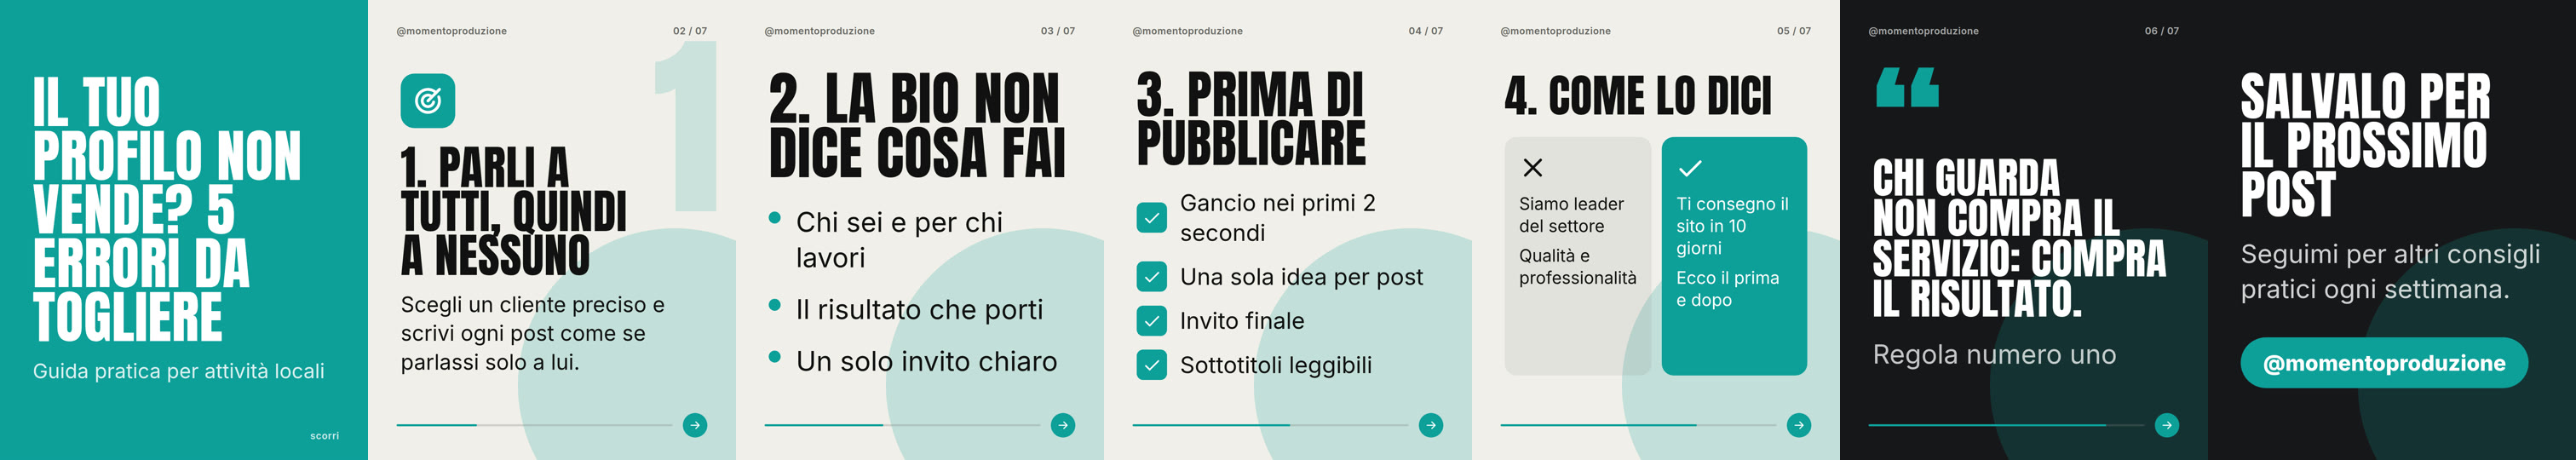 IL TUO
PROFILO NON
VENDE? 5
ERRORI DA
TOGLIERE
Guida pratica per attività locali
scorri
@momentoproduzione
02 / 07
1
1. PARLI A
TUTTI, QUINDI
A NESSUNO
Scegli un cliente preciso e
scrivi ogni post come se
parlassi solo a lui.
@momentoproduzione
03 / 07
2. LA BIO NON
DICE COSA FAI
Chi sei e per chi
lavori
Il risultato che porti
Un solo invito chiaro
@momentoproduzione
04 / 07
3. PRIMA DI
PUBBLICARE
Gancio nei primi 2
secondi
Una sola idea per post
Invito finale
Sottotitoli leggibili
@momentoproduzione
05 / 07
4. COME LO DICI
Siamo leader
del settore
Qualità e
professionalità
Ti consegno il
sito in 10
giorni
Ecco il prima
e dopo
@momentoproduzione
06 / 07
“
CHI GUARDA
NON COMPRA IL
SERVIZIO: COMPRA
IL RISULTATO.
Regola numero uno
SALVALO PER
IL PROSSIMO
POST
Seguimi per altri consigli
pratici ogni settimana.
@momentoproduzione